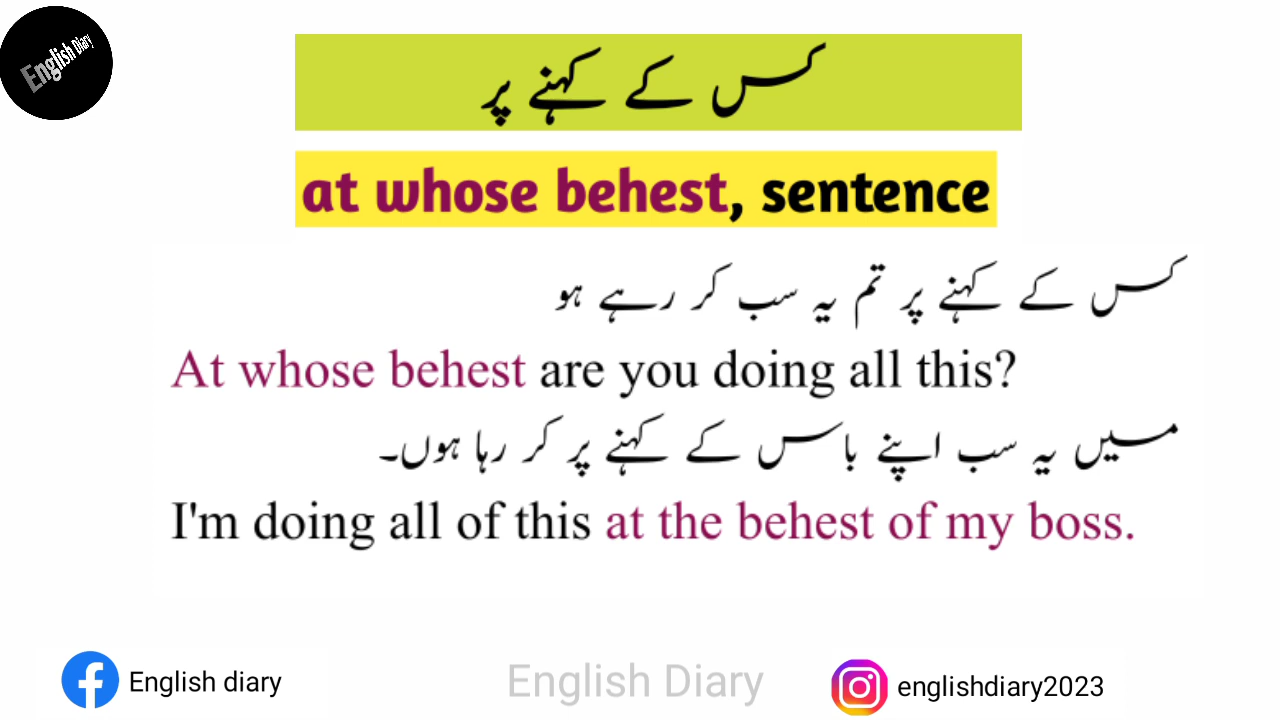 English Diary
کس کے کہنے پر
at whose behest, sentence
کس کے کہنے پر تم یہ سب کر رہے ہو
At whose behest are you doing all this?
میں یہ سب اپنے باس کے کہنے پر کر رہا ہوں۔
I'm doing all of this at the behest of my boss.
English diary
English Diary
englishdiary2023